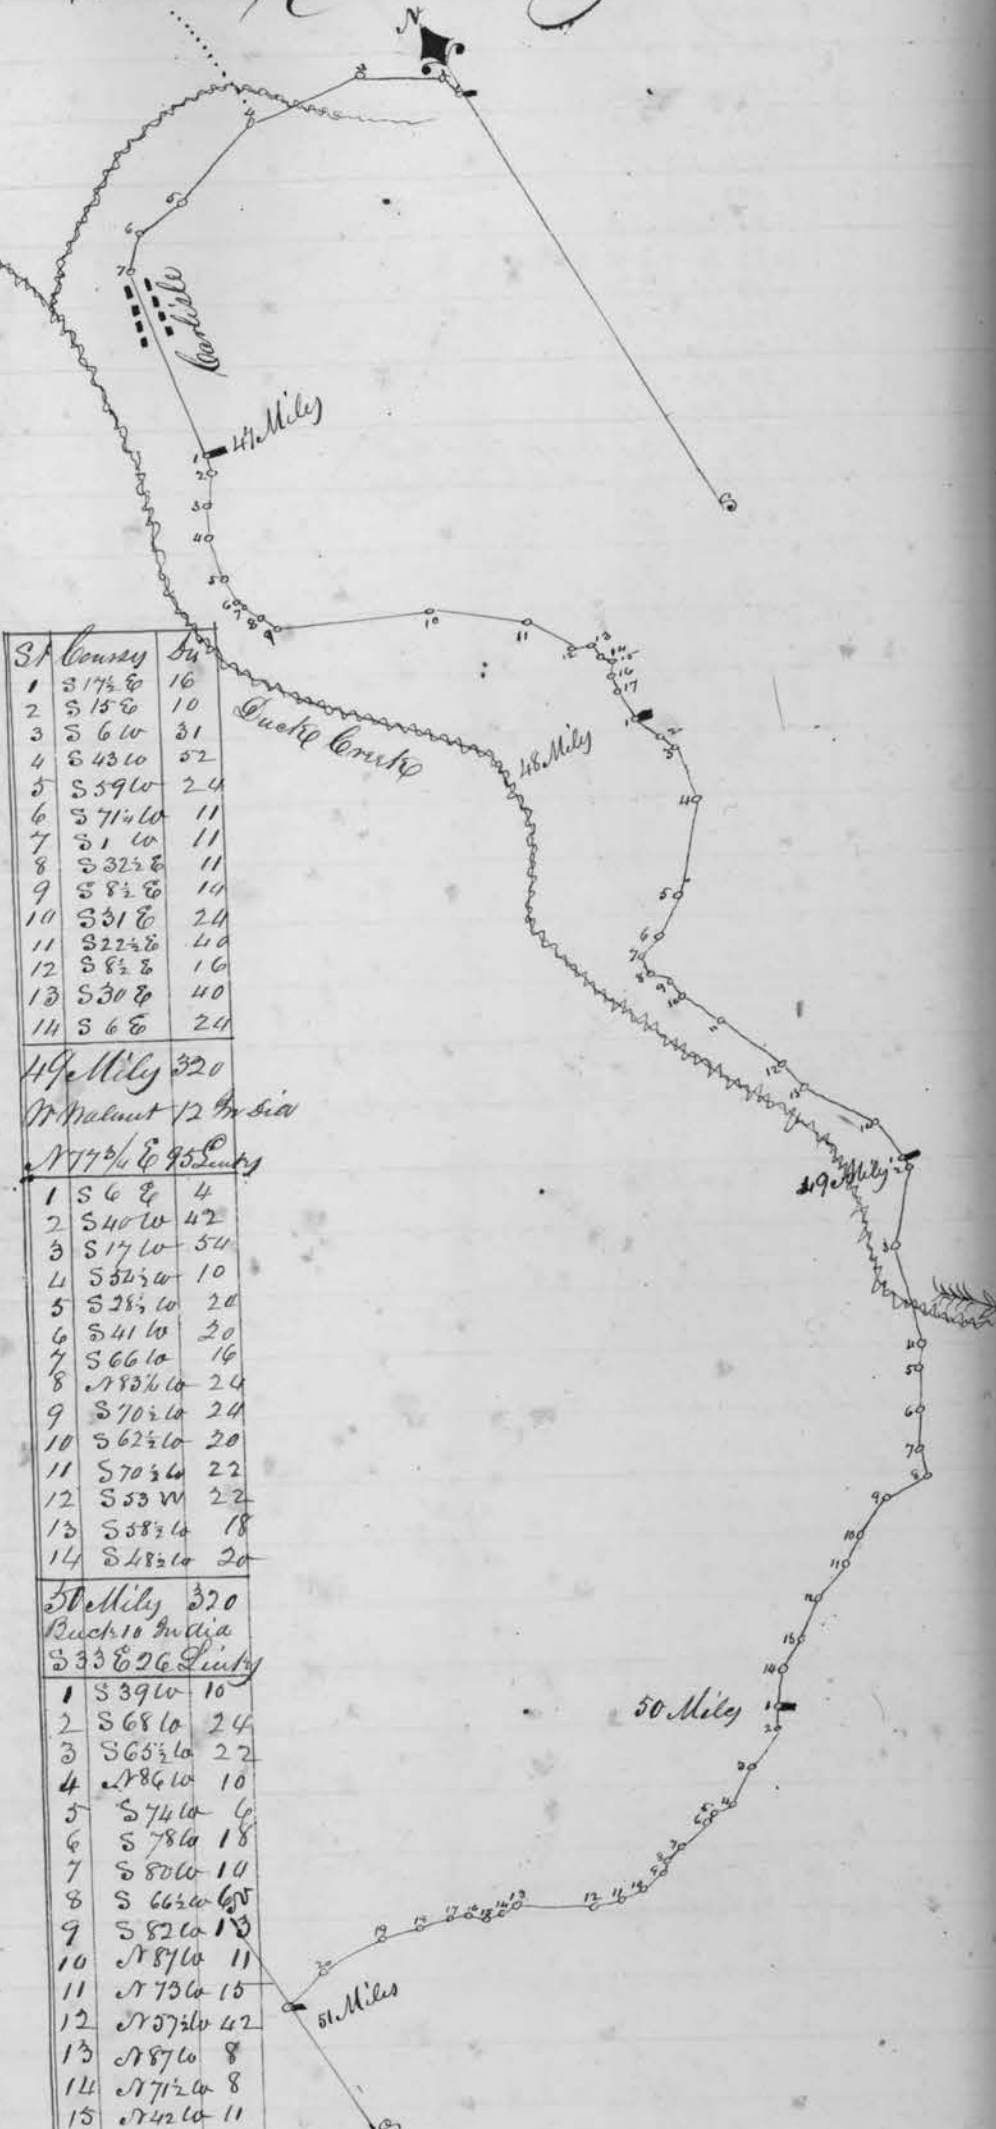 N
Carlisle
47 Miles
S
Ducke Creeke
48 Miles
49 Miles
50 Miles
51 Miles
St Courses Dis
1 S 17½ E 16
2 S 15 E 10
3 S 6 W 31
4 S 43 W 52
5 S 59 W 24
6 S 71¼ W 11
7 S 1 W 11
8 S 32½ E 11
9 S 8½ E 14
10 S 31 E 24
11 S 22½ E 40
12 S 8½ E 16
13 S 30 E 40
14 S 6 E 24
49 Miles 320
W Walnut 12 In Dia
N 77 3/4 E 95 Links
1 S 6 E 4
2 S 40 W 42
3 S 17 W 54
4 S 54½ W 10
5 S 28½ W 24
6 S 41 W 20
7 S 66 W 16
8 N 83½ W 24
9 S 70½ W 24
10 S 62½ W 20
11 S 70½ W 22
12 S 53 W 22
13 S 58½ W 18
14 S 48½ W 20
50 Miles 320
Buck 10 In dia
S 33 E 26 Links
1 S 39 W 10
2 S 68 W 24
3 S 65½ W 22
4 N 86 W 10
5 S 74 W 6
6 S 78 W 18
7 S 80 W 14
8 S 66½ W
9 S 82 W 13
10 N 87 W 11
11 N 73 W 15
12 N 57½ W 42
13 N 87 W 8
14 N 71½ W 8
15 N 42 W 11